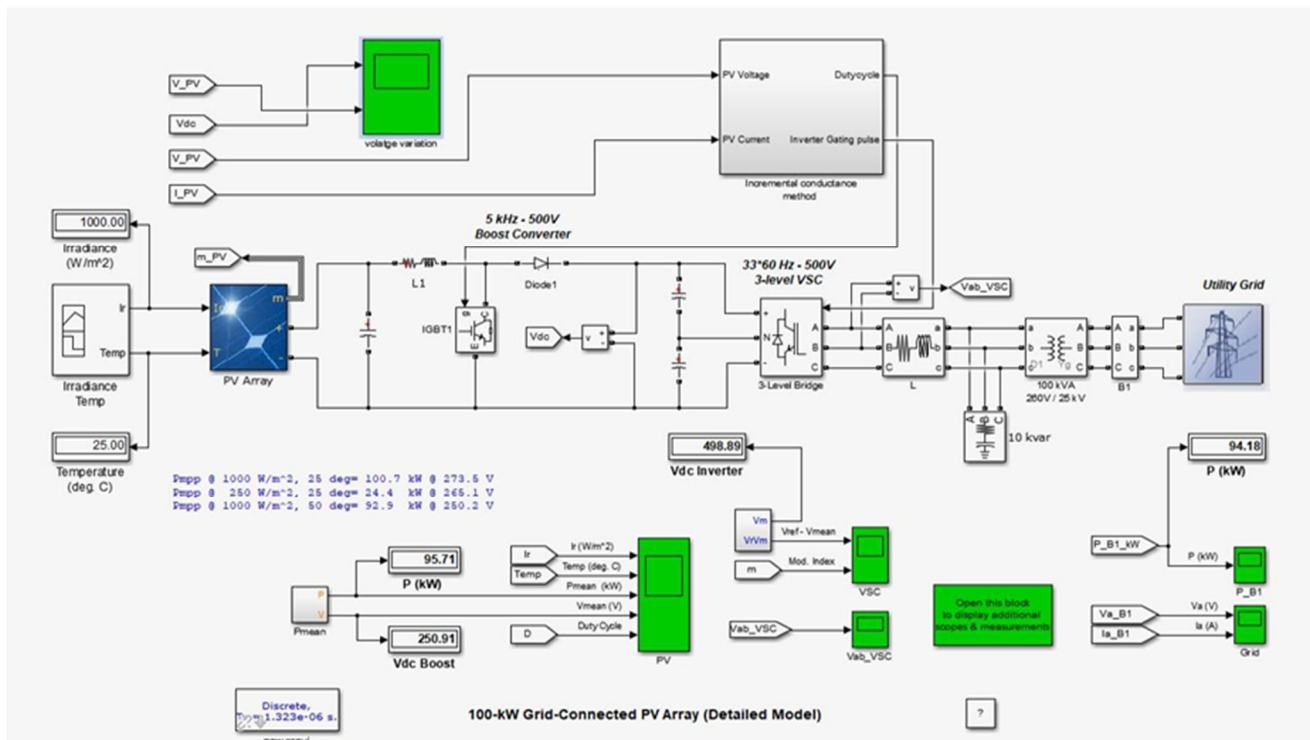 V_PV
Vdc
V_PV
I_PV
volatge variation
PV Voltage
Dutycycle
PV Current
Inverter Gating pulse
Incremental conductance
method
1000.00
Irradiance
(W/m^2)
m_PV
5 kHz - 500V
Boost Converter
L1
Diode1
33*60 Hz - 500V
3-level VSC
+
-
v
Vab_VSC
Utility Grid
Ir
Temp
Irradiance
Temp
Ir
T
m
+
-
PV Array
g
C
E
IGBT1
Vdc
v
+
-
+
N
-
A
B
C
3-Level Bridge
A
B
C
a
b
c
L
a
b
c
A
B
C
D1
Yg
100 kVA
260V / 25 kV
A
B
C
a
b
c
B1
A
B
C
10 kvar
25.00
Temperature
(deg. C)
498.89
Vdc Inverter
94.18
P (kW)
Pmpp @ 1000 W/m^2, 25 deg= 100.7 kW @ 273.5 V
Pmpp @ 250 W/m^2, 25 deg= 24.4 kW @ 265.1 V
Pmpp @ 1000 W/m^2, 50 deg= 92.9 kW @ 250.2 V
95.71
P (kW)
P
V
Pmean
250.91
Vdc Boost
Ir
Ir (W/m^2)
Temp
Temp (deg. C)
Pmean (kW)
Vmean (V)
D
Duty Cycle
PV
Vm
VrVm
Vref - Vmean
m
Mod. Index
VSC
Vab_VSC
Vab_VSC
Open this block
to display additional
scopes & measurements
P_B1_kW
P (kW)
P_B1
Va_B1
Va (V)
Ia_B1
Ia (A)
Grid
Discrete,
1.323e-06 s.
100-kW Grid-Connected PV Array (Detailed Model)
?